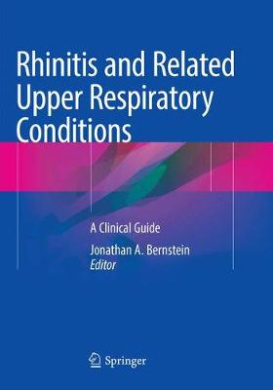 Rhinitis and Related
Upper Respiratory
Conditions
A Clinical Guide
Jonathan A. Bernstein
Editor
Springer